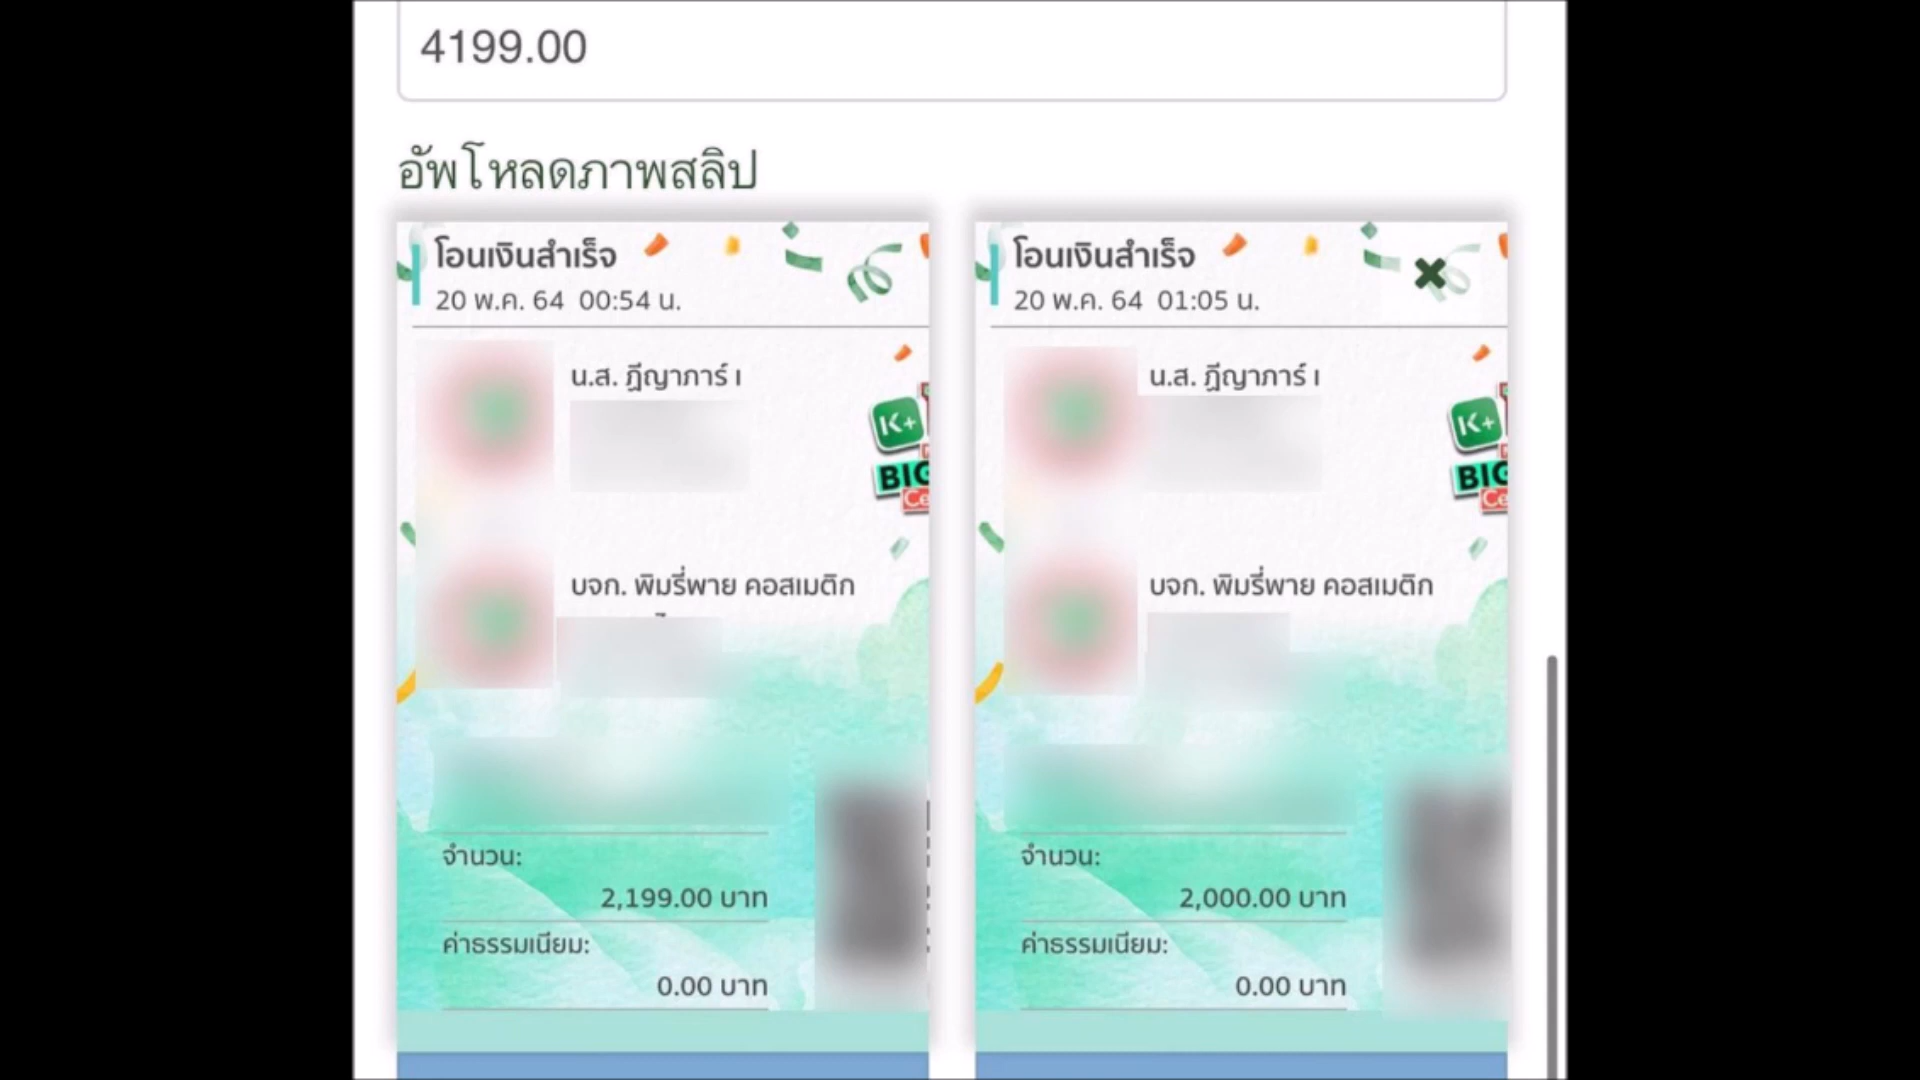 4199.00
อัพโหลดภาพสลิป
โอนเงินสำเร็จ
20 พ.ค. 64 00:54 น.
น.ส. ฏีญาภาร์ เ
K+
BIG
Ce
บจก. พิมรี่พาย คอสเมติก
จำนวน:
2,199.00 บาท
ค่าธรรมเนียม:
0.00 บาท
โอนเงินสำเร็จ
20 พ.ค. 64 01:05 น.
น.ส. ฏีญาภาร์ เ
K+
BIG
Ce
บจก. พิมรี่พาย คอสเมติก
จำนวน:
2,000.00 บาท
ค่าธรรมเนียม:
0.00 บาท